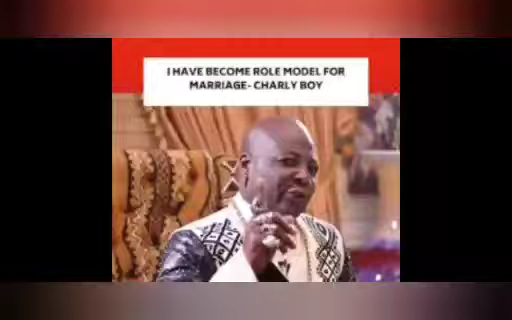 I HAVE BECOME ROLE MODEL FOR
MARRIAGE- CHARLY BOY